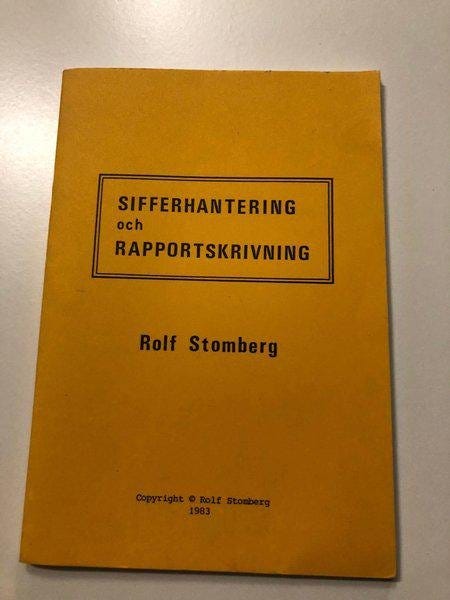 SIFFERHANTERING
och
RAPPORTSKRIVNING
Rolf Stomberg
Copyright © Rolf Stomberg
1983